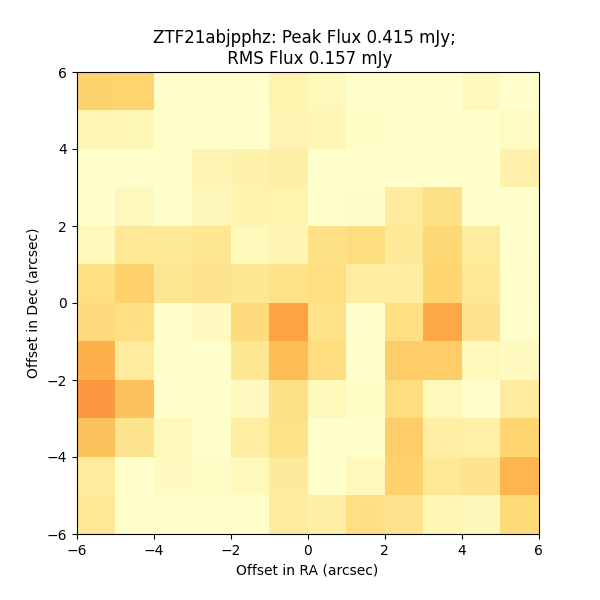 ZTF21abjpphz: Peak Flux 0.415 mJy;
RMS Flux 0.157 mJy
6
4
2
0
−2
−4
−6
Offset in Dec (arcsec)
−6 −4 −2 0 2 4 6
Offset in RA (arcsec)